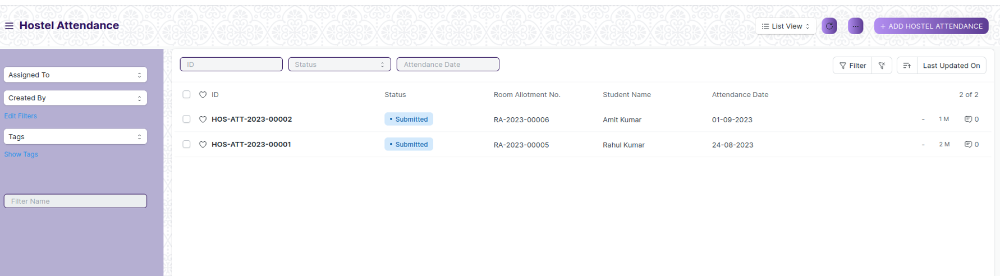 Hostel Attendance
List View
+ ADD HOSTEL ATTENDANCE
Assigned To
Created By
Edit Filters
Tags
Show Tags
Filter Name
ID
Status
Attendance Date
Filter
Last Updated On
ID Status Room Allotment No. Student Name Attendance Date 2 of 2
HOS-ATT-2023-00002 • Submitted RA-2023-00006 Amit Kumar 01-09-2023 - 1 M 0
HOS-ATT-2023-00001 • Submitted RA-2023-00005 Rahul Kumar 24-08-2023 - 2 M 0